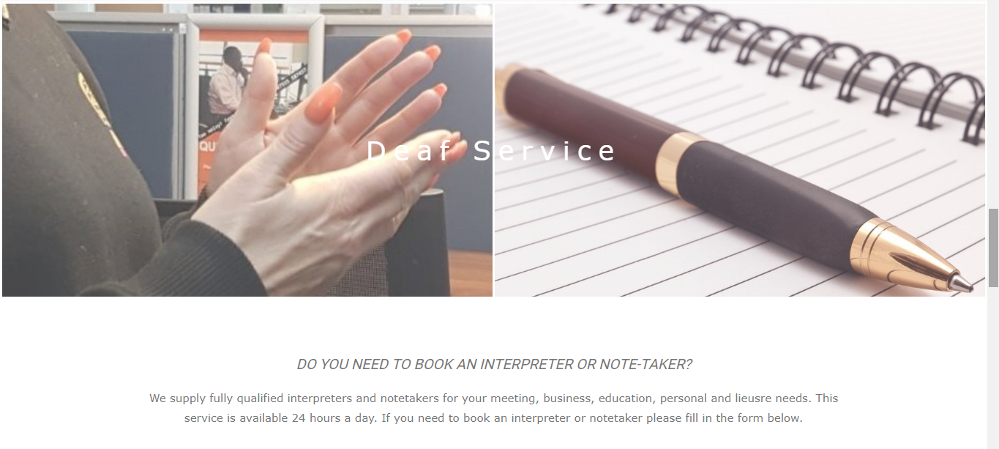 QU
Deaf Service
DO YOU NEED TO BOOK AN INTERPRETER OR NOTE-TAKER?
We supply fully qualified interpreters and notetakers for your meeting, business, education, personal and lieusre needs. This
service is available 24 hours a day. If you need to book an interpreter or notetaker please fill in the form below.